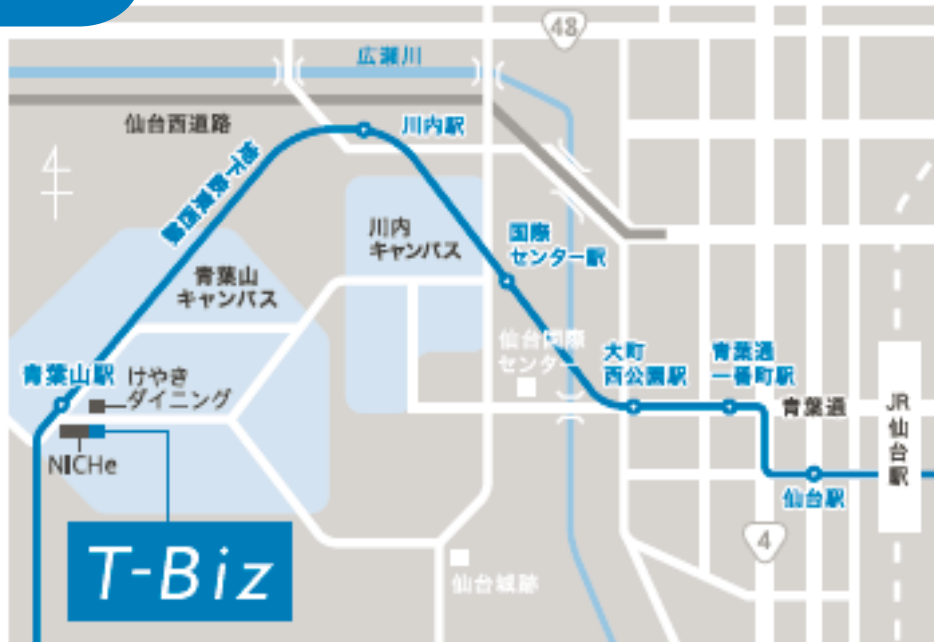 48
広瀬川
仙台西道路
川内駅
地下鉄東西線
川内
キャンパス
国際
センター駅
青葉山
キャンパス
仙台国際
センター
大町
西公園駅
青葉通
一番町駅
青葉山駅
けやき
ダイニング
青葉通
JR仙台駅
NICHe
仙台駅
T-Biz
4
仙台城跡